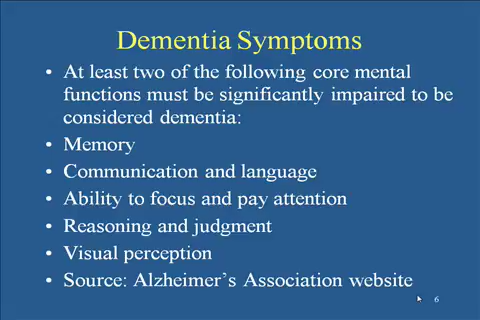 Dementia Symptoms
• At least two of the following core mental
functions must be significantly impaired to be
considered dementia:
• Memory
• Communication and language
• Ability to focus and pay attention
• Reasoning and judgment
• Visual perception
• Source: Alzheimer's Association website
6